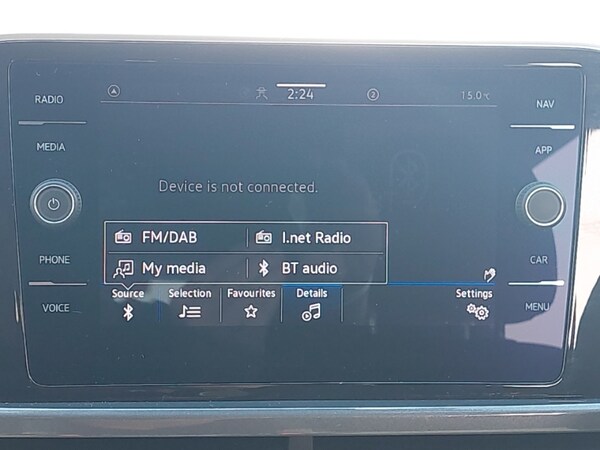 RADIO
MEDIA
PHONE
VOICE
2:24
2
15.0°C
Device is not connected.
FM/DAB
I.net Radio
My media
BT audio
Source
Selection
Favourites
Details
Settings
NAV
APP
CAR
MENU